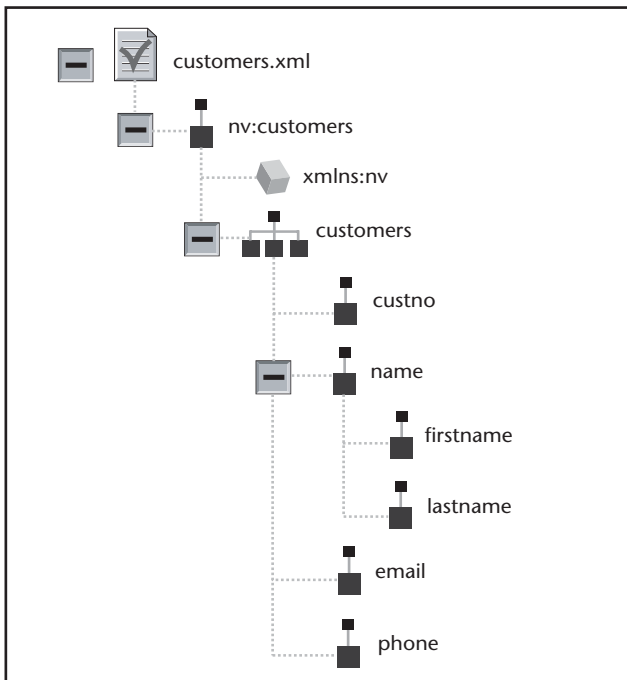 customers.xml
nv:customers
xmlns:nv
customers
custno
name
firstname
lastname
email
phone